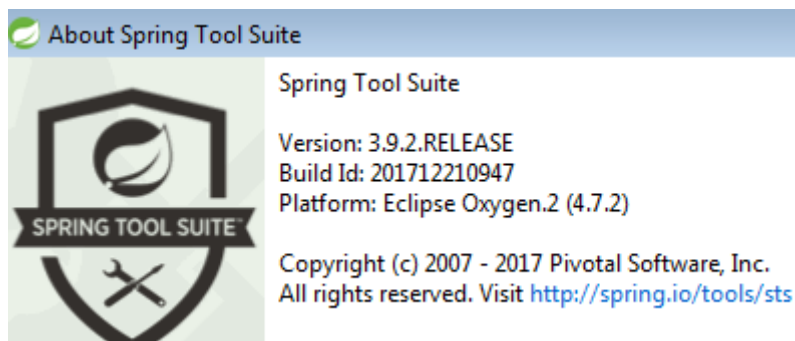 About Spring Tool Suite
Spring Tool Suite
Version: 3.9.2.RELEASE
Build Id: 201712210947
Platform: Eclipse Oxygen.2 (4.7.2)
SPRING TOOL SUITE™
Copyright (c) 2007 - 2017 Pivotal Software, Inc.
All rights reserved. Visit http://spring.io/tools/sts